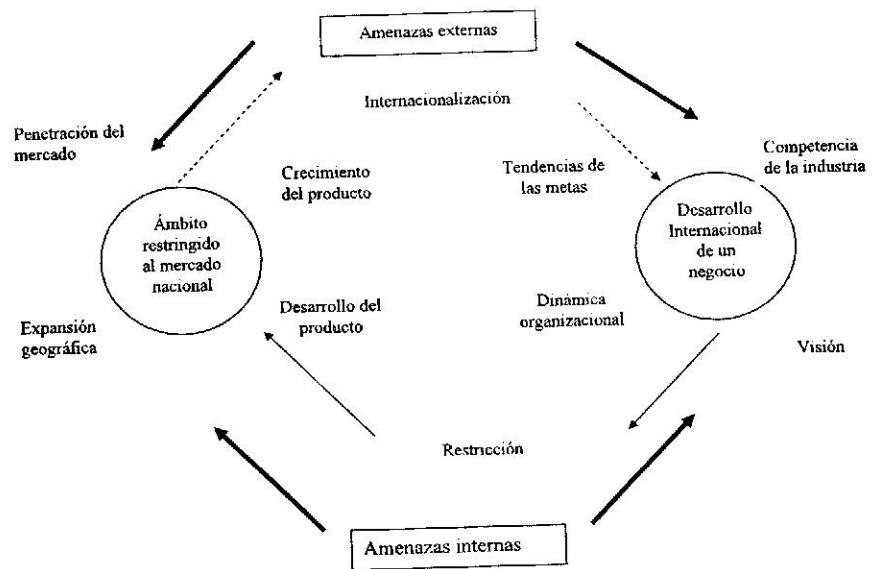 Amenazas externas
Internacionalización
Penetración del
mercado
Crecimiento
del producto
Tendencias de
las metas
Competencia
de la industria
Ámbito
restringido
al mercado
nacional
Desarrollo
Internacional
de un
negocio
Desarrollo del
producto
Dinámica
organizacional
Expansión
geográfica
Visión
Restricción
Amenazas internas